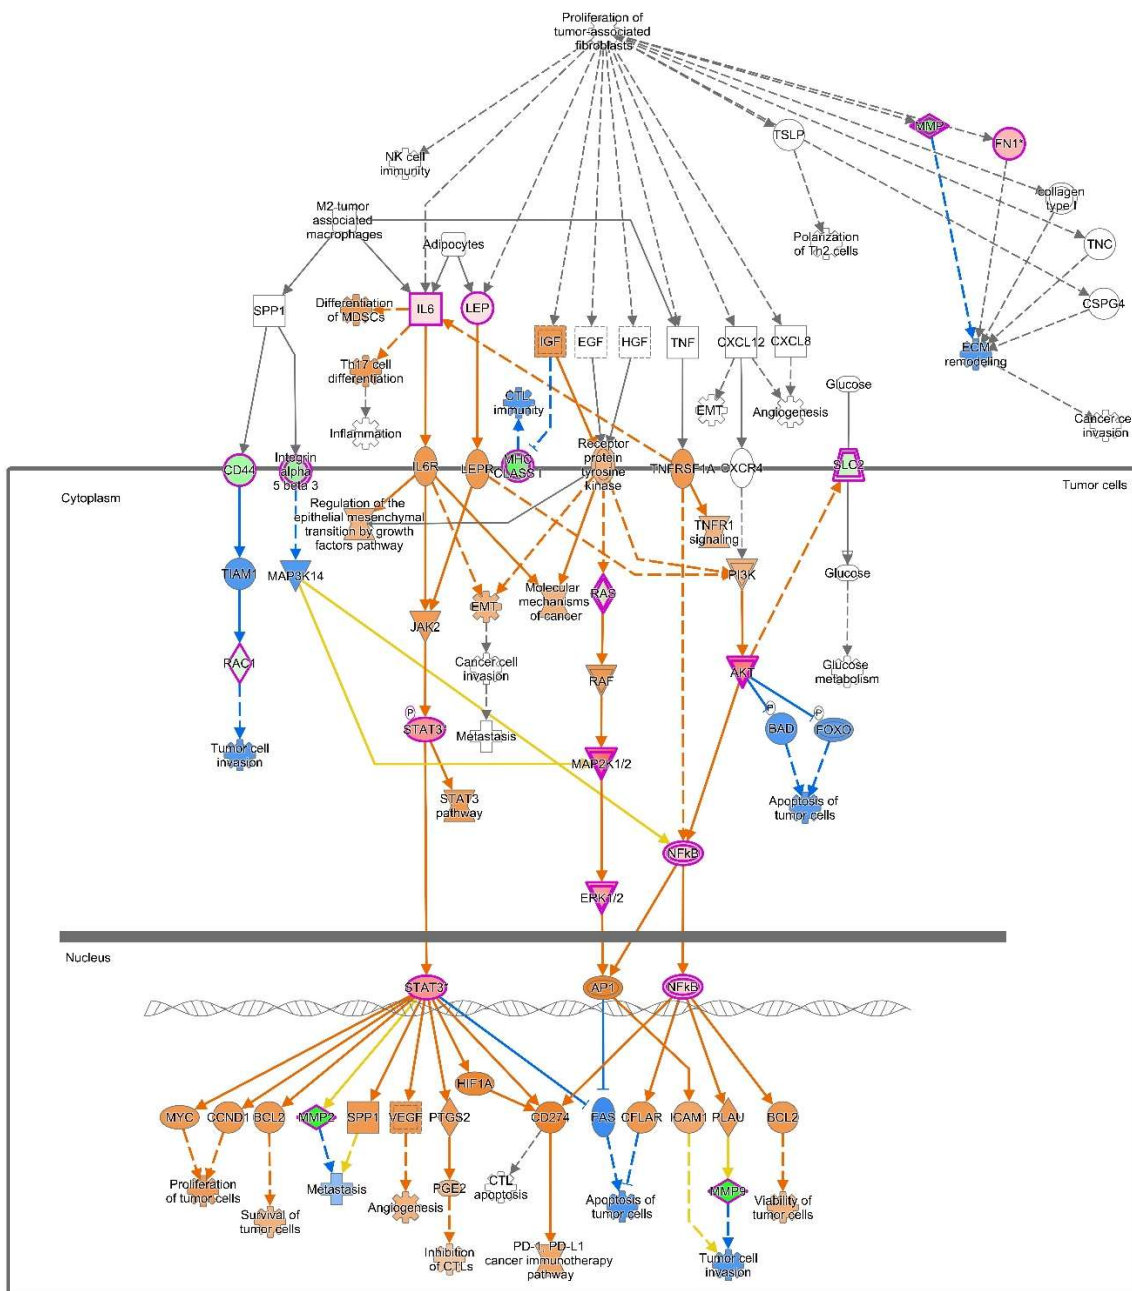 Proliferation of
tumor-associated
fibroblasts
MMP
FN1*
TSLP
NK cell
immunity
Collagen
type I
M2 tumor
associated
macrophages
Adipocytes
Polarization
of Th2 cells
TNC
Differentiation
of MDSCs
IL6
LEP
CSPG4
SPP1
IGF
EGF
HGF
TNF
CXCL12
CXCL8
ECM
remodeling
Th17 cell
differentiation
Glucose
CTL
immunity
EMT
Angiogenesis
Cancer cell
invasion
Inflammation
CD44
Integrin
alpha
5 beta 3
IL6R
LEPR
MHC
CLASS I
Receptor
protein
tyrosine
kinase
TNFRSF1A
CXCR4
SLC2
Cytoplasm
Tumor cells
Regulation of the
epithelial mesenchymal
transition by growth
factors pathway
TNFR1
signaling
TIAM1
MAP3K14
PI3K
Glucose
EMT
Molecular
mechanisms
of cancer
RAS
JAK2
RAC1
Cancer cell
invasion
RAF
AKT
Glucose
metabolism
P
STAT3*
P
BAD
P
FOXO
Metastasis
Tumor cell
invasion
MAP2K1/2
STAT3
pathway
Apoptosis of
tumor cells
NFkB
ERK1/2
Nucleus
STAT3*
AP1
NFkB
HIF1A
MYC
CCND1
BCL2
MMP2
SPP1
VEGF
PTGS2
CD274
FAS
CFLAR
ICAM1
PLAU
BCL2
Proliferation
of tumor cells
Metastasis
PGE2
CTL
apoptosis
MMP9
Survival of
tumor cells
Angiogenesis
Apoptosis of
tumor cells
Viability of
tumor cells
Inhibition
of CTLs
PD-1, PD-L1
cancer immunotherapy
pathway
Tumor cell
invasion